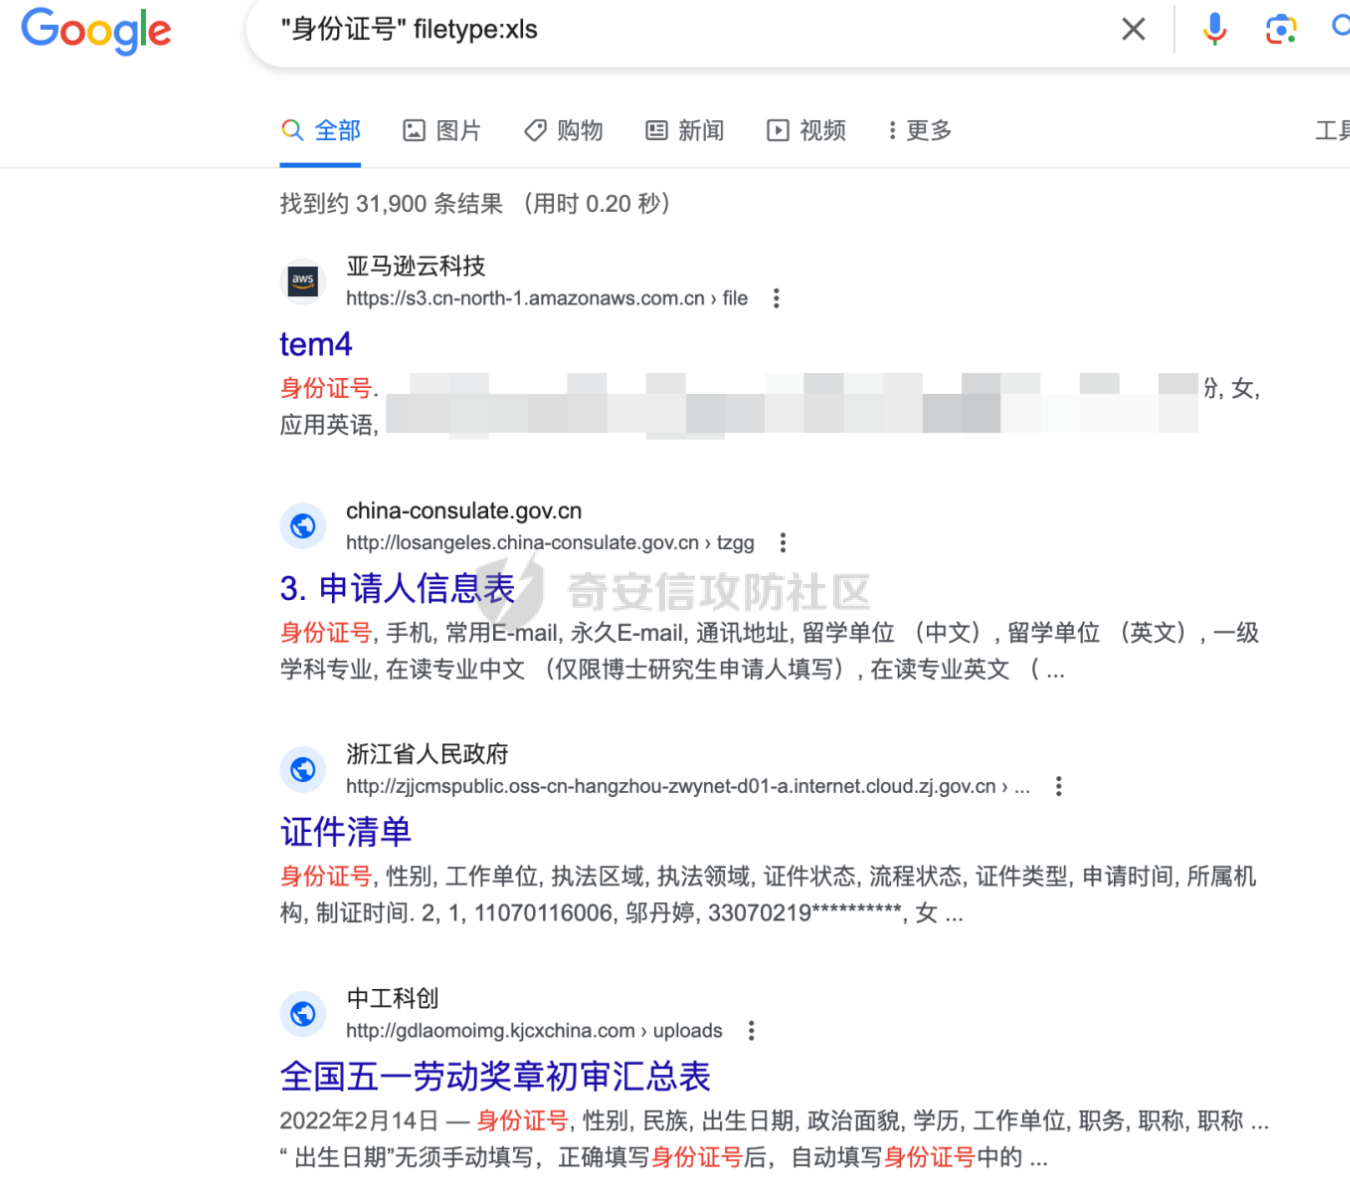 Google
"身份证号" filetype:xls
全部 图片 购物 新闻 视频 更多 工具
找到约 31,900 条结果 （用时 0.20 秒）
aws
亚马逊云科技
https://s3.cn-north-1.amazonaws.com.cn › file
tem4
身份证号. 份, 女,
应用英语,
china-consulate.gov.cn
http://losangeles.china-consulate.gov.cn › tzgg
3. 申请人信息表
奇安信攻防社区
身份证号, 手机, 常用E-mail, 永久E-mail, 通讯地址, 留学单位 （中文）, 留学单位 （英文）, 一级
学科专业, 在读专业中文 （仅限博士研究生申请人填写）, 在读专业英文 （ ...
浙江省人民政府
http://zjjcmspublic.oss-cn-hangzhou-zwynet-d01-a.internet.cloud.zj.gov.cn › ...
证件清单
身份证号, 性别, 工作单位, 执法区域, 执法领域, 证件状态, 流程状态, 证件类型, 申请时间, 所属机
构, 制证时间. 2, 1, 11070116006, 邬丹婷, 33070219**********, 女 ...
中工科创
http://gdlaomoimg.kjcxchina.com › uploads
全国五一劳动奖章初审汇总表
2022年2月14日 — 身份证号, 性别, 民族, 出生日期, 政治面貌, 学历, 工作单位, 职务, 职称, 职称 ...
“ 出生日期”无须手动填写，正确填写身份证号后，自动填写身份证号中的 ...